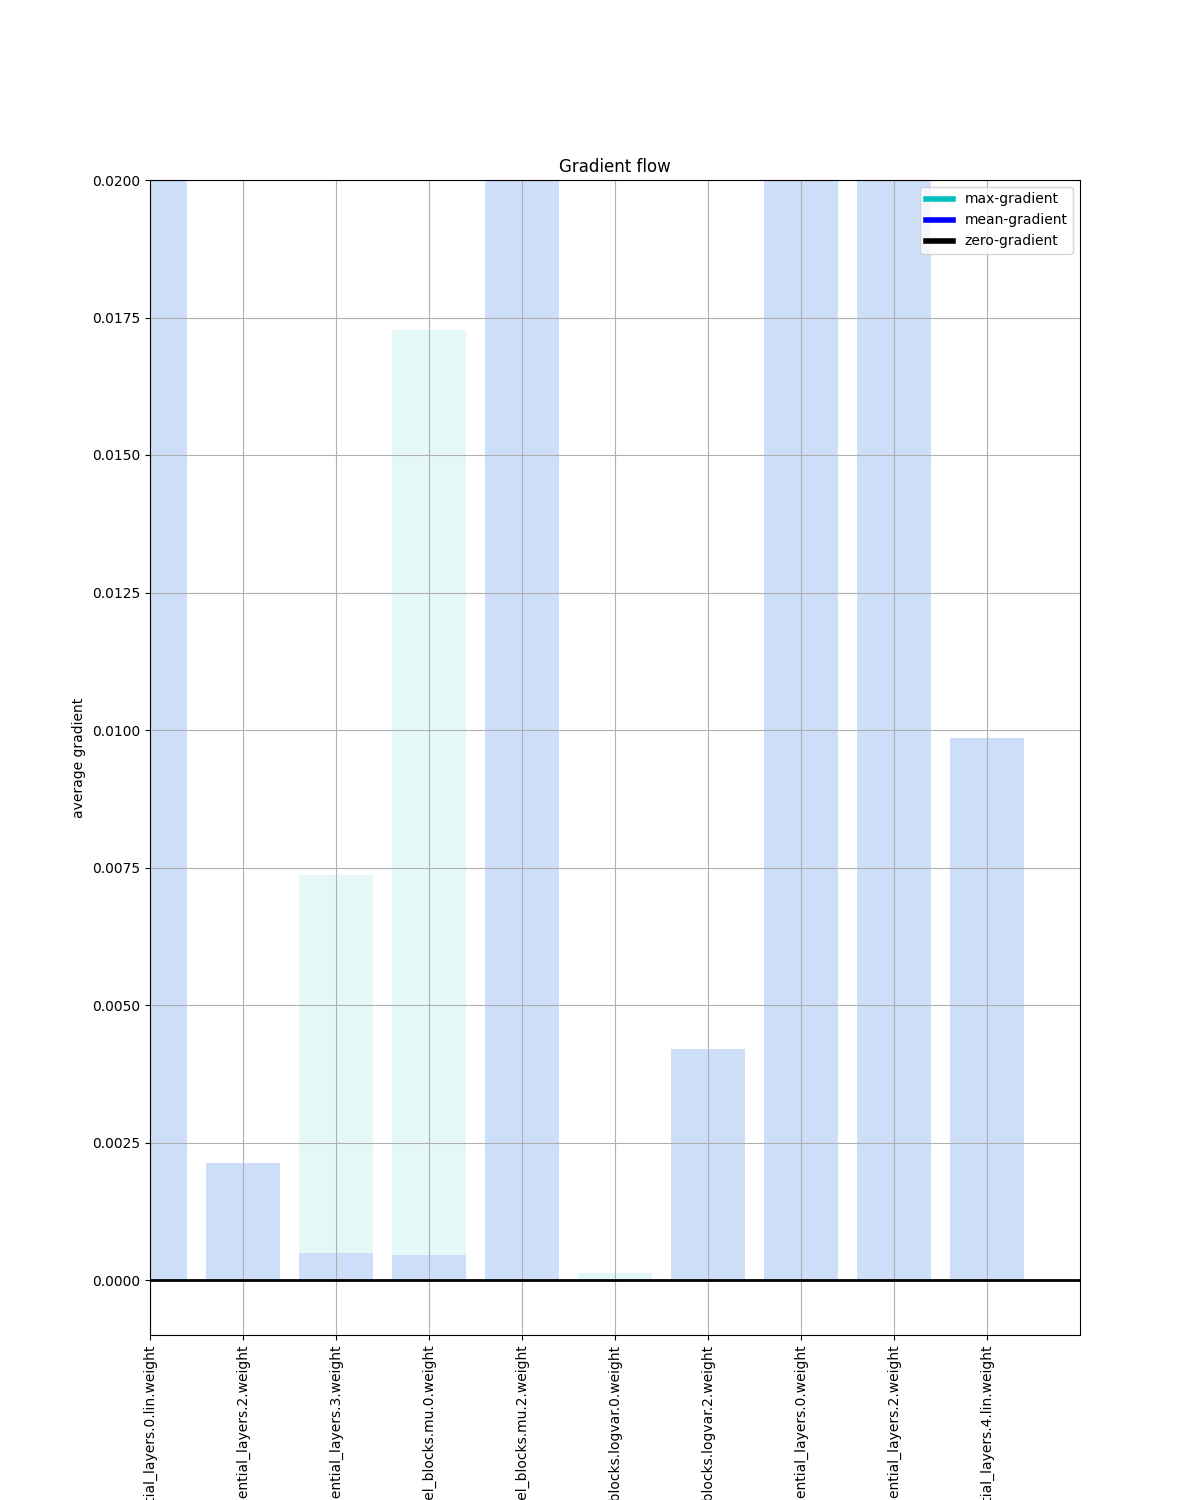 Gradient flow
max-gradient
mean-gradient
zero-gradient
0.0200
0.0175
0.0150
0.0125
0.0100
0.0075
0.0050
0.0025
0.0000
average gradient
tial_layers.0.lin.weight
ential_layers.2.weight
ential_layers.3.weight
el_blocks.mu.0.weight
el_blocks.mu.2.weight
blocks.logvar.0.weight
blocks.logvar.2.weight
ential_layers.0.weight
ential_layers.2.weight
tial_layers.4.lin.weight